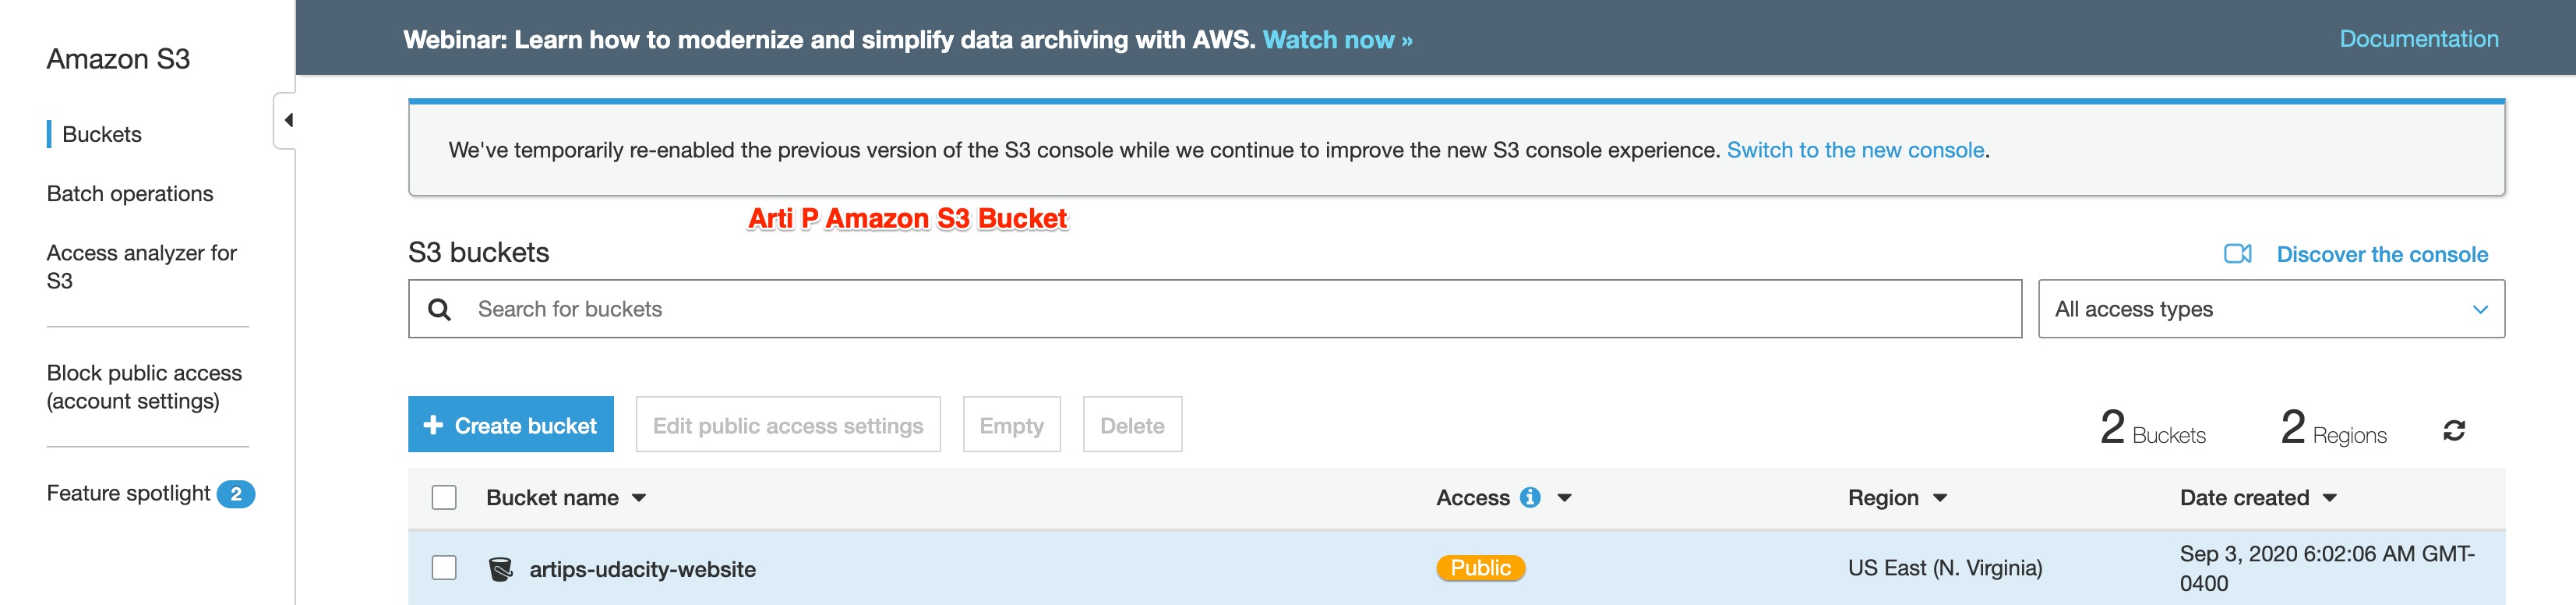 Amazon S3
Buckets
Batch operations
Access analyzer for
S3
Block public access
(account settings)
Feature spotlight 2
Webinar: Learn how to modernize and simplify data archiving with AWS. Watch now »
Documentation
We've temporarily re-enabled the previous version of the S3 console while we continue to improve the new S3 console experience. Switch to the new console.
Arti P Amazon S3 Bucket
S3 buckets
Discover the console
Search for buckets
All access types
+ Create bucket
Edit public access settings
Empty
Delete
2 Buckets
2 Regions
Bucket name
Access
Region
Date created
artips-udacity-website
Public
US East (N. Virginia)
Sep 3, 2020 6:02:06 AM GMT-
0400